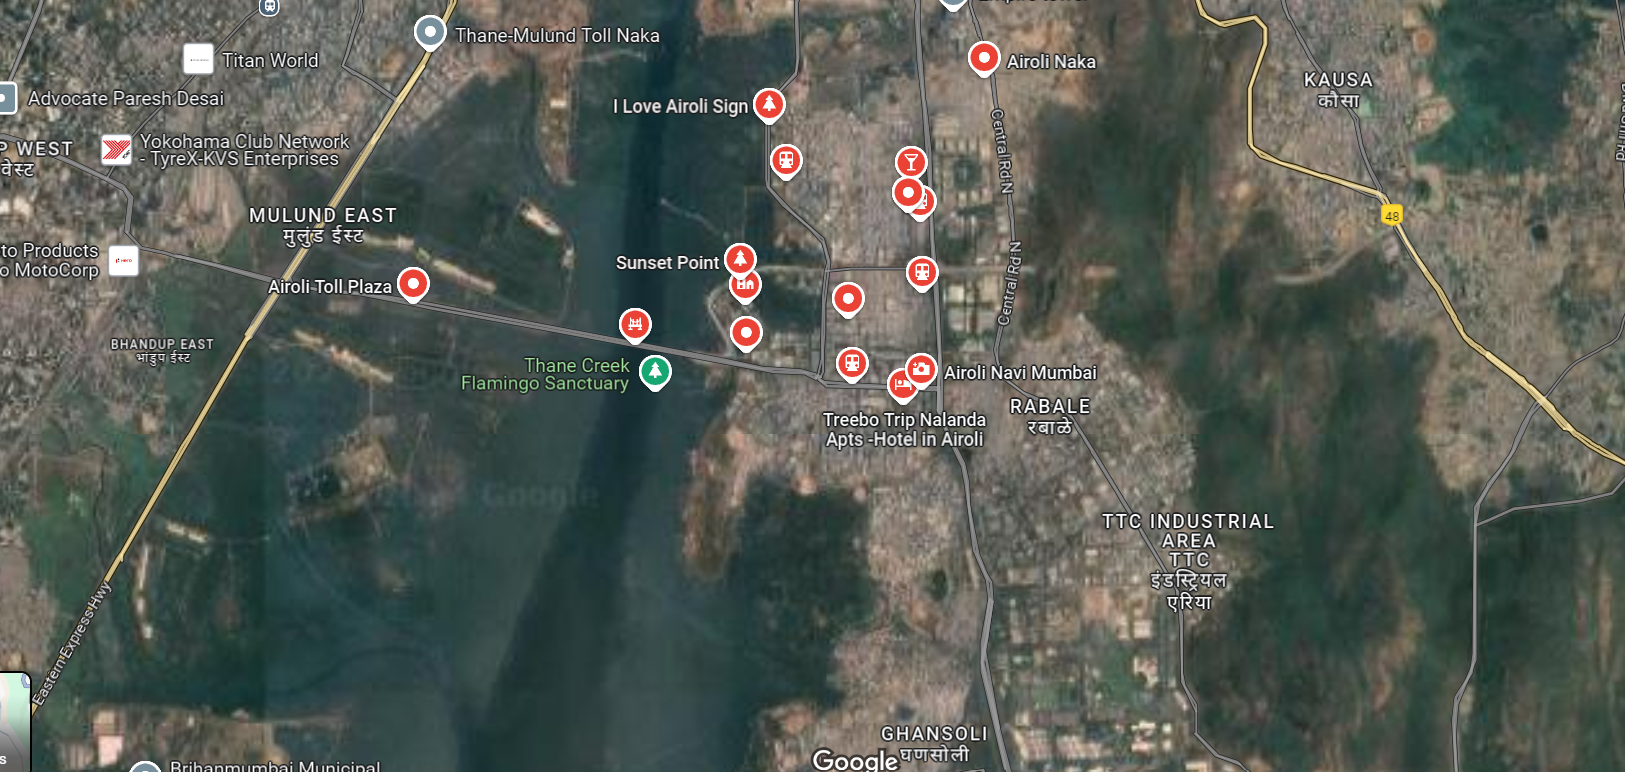 Thane-Mulund Toll Naka
Titan World
Advocate Paresh Desai
Airoli Naka
KAUSA
कौसा
I Love Airoli Sign
Yokohama Club Network
- TyreX-KVS Enterprises
P WEST
वेस्ट
Central Rd N
48
MULUND EAST
मुलुंड ईस्ट
to Products
o MotoCorp
HERO
Sunset Point
Airoli Toll Plaza
Central Rd N
BHANDUP EAST
भांडुप ईस्ट
Thane Creek
Flamingo Sanctuary
Airoli Navi Mumbai
RABALE
रबाळे
Treebo Trip Nalanda
Apts -Hotel in Airoli
Google
TTC INDUSTRIAL
AREA
TTC
इंडस्ट्रियल
एरिया
Eastern Express Hwy
GHANSOLI
घणसोली
Google
Brihanmumbai Municipal
s